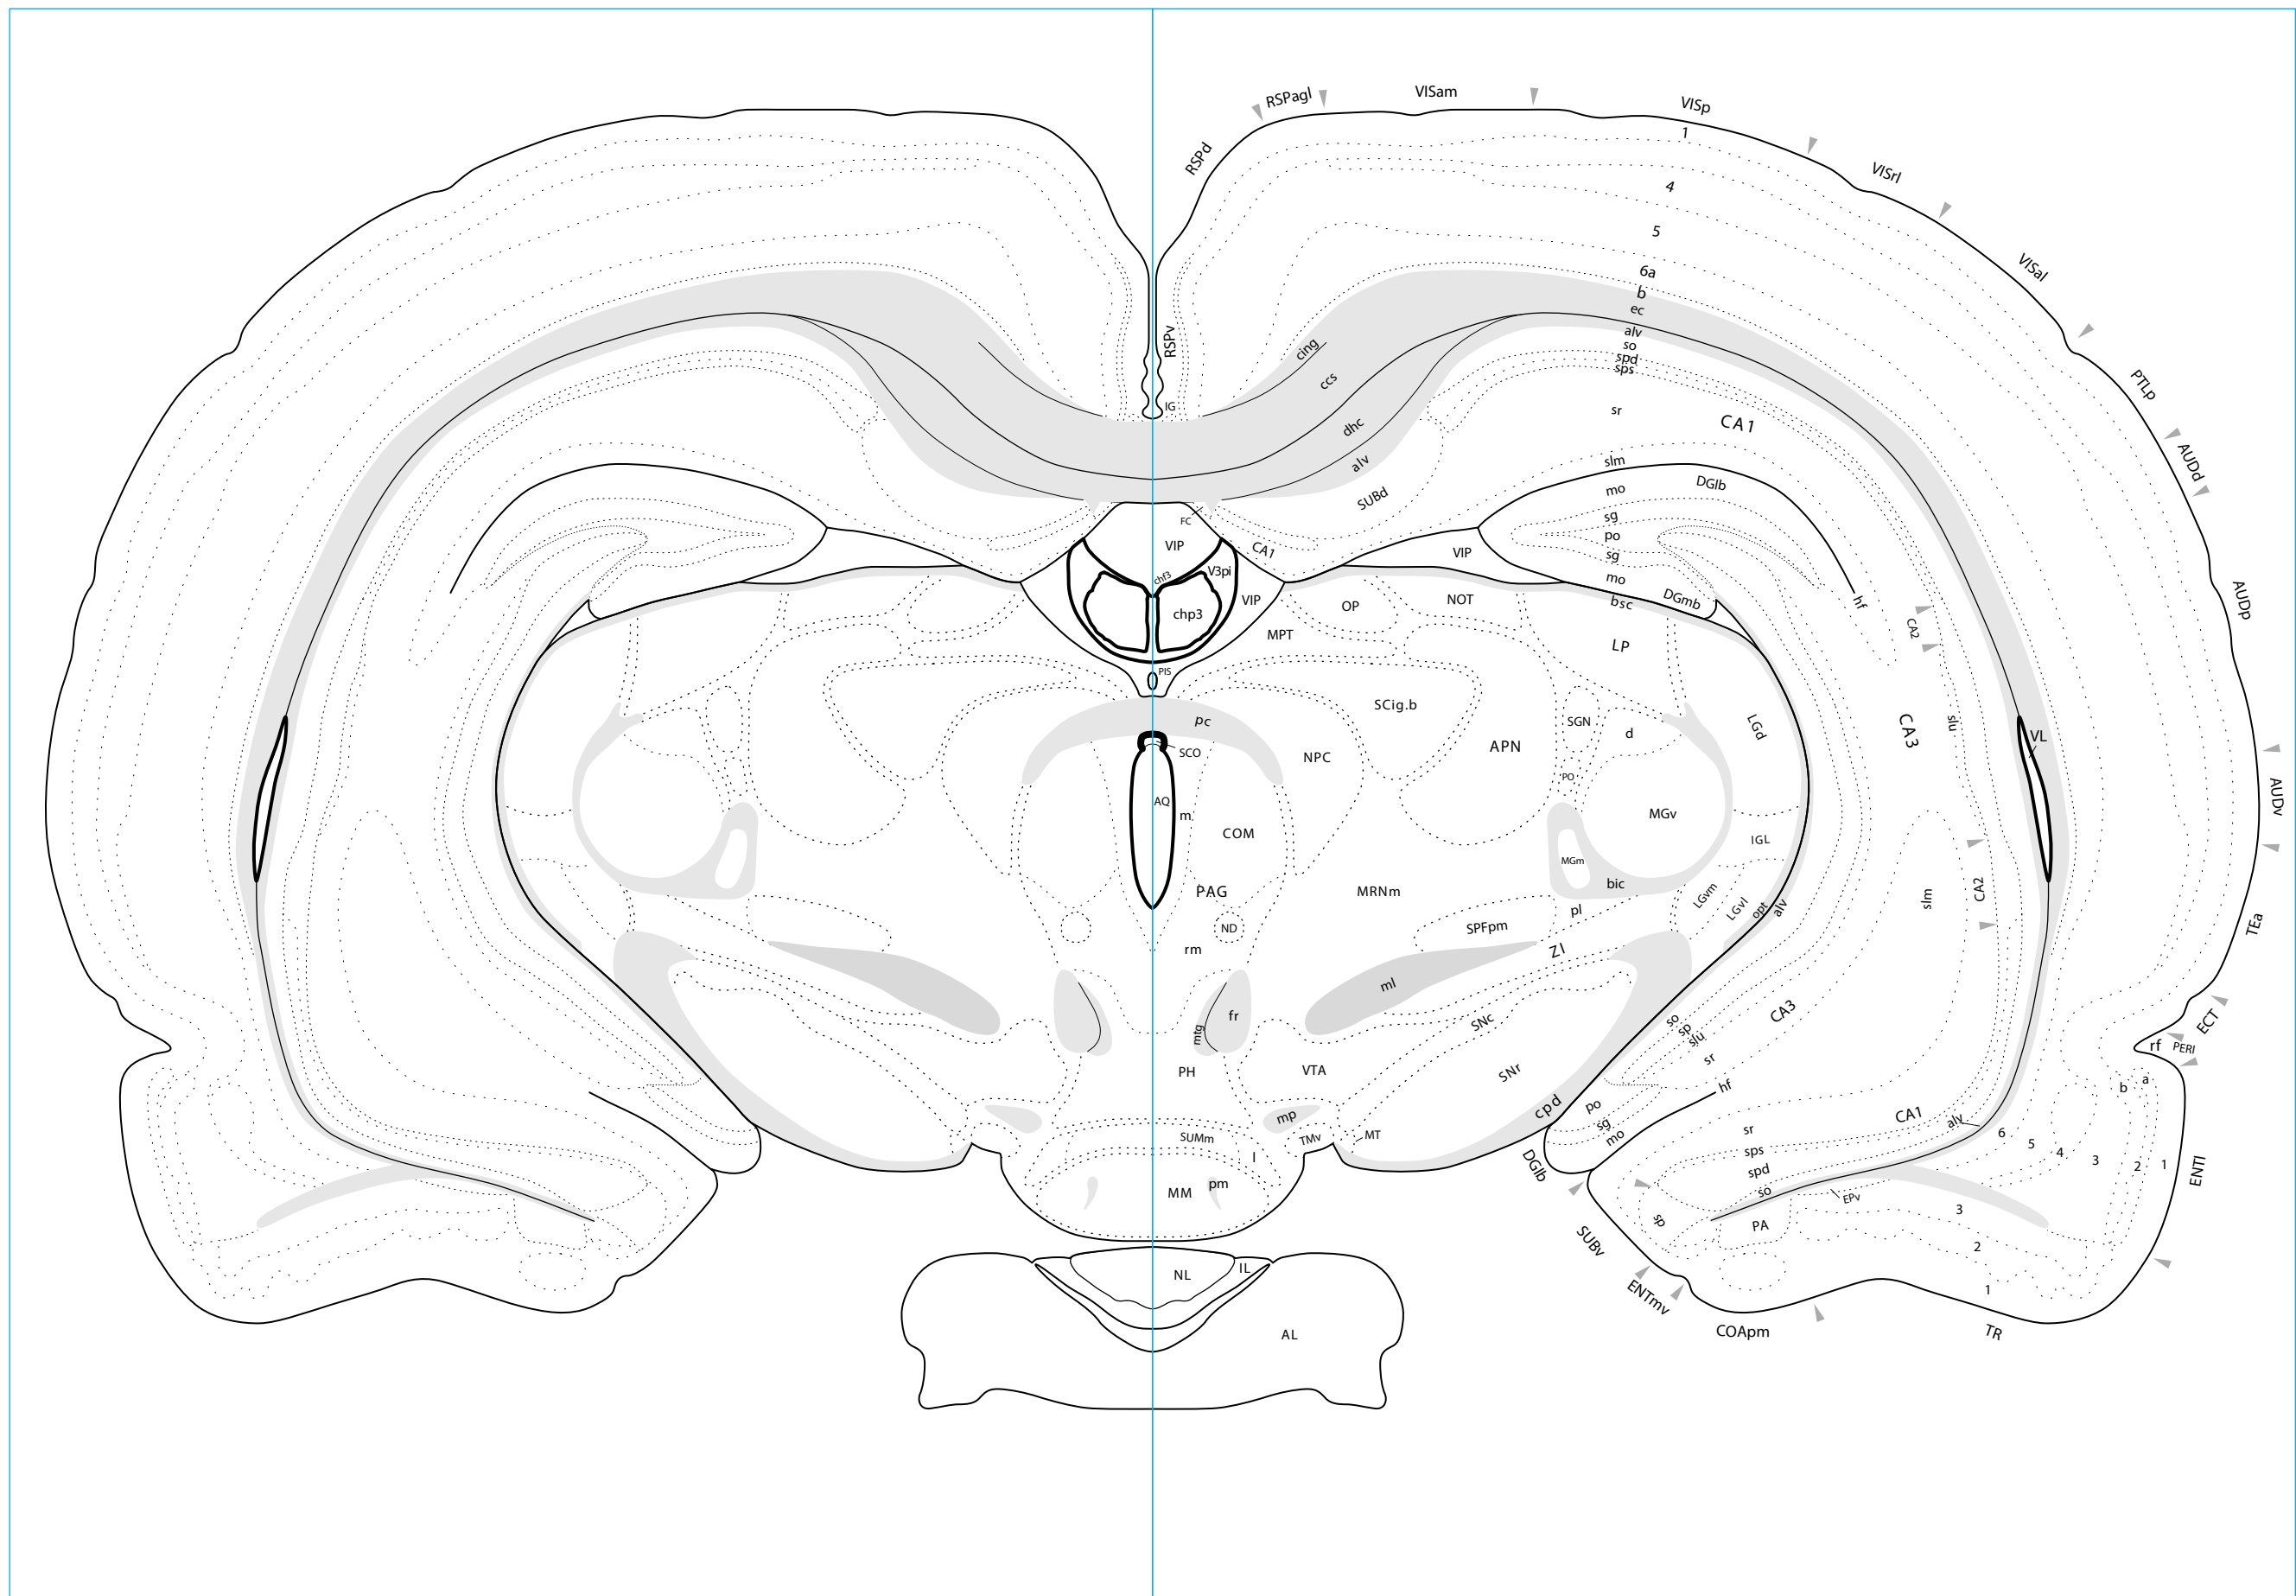 RSPagl
VISam
VISp
1
RSPd
VISrl
4
5
VISal
6a
b
ec
alv
so
spd
sps
RSPv
cing
ccs
IG
PTLp
dhc
sr
CA1
alv
AUDd
slm
mo
DGlb
SUBd
FC
sg
po
sg
VIP
CA1
VIP
chf3
V3pi
mo
DGmb
bsc
hf
AUDp
VIP
OP
NOT
chp3
MPT
CA2
LP
PIS
SCig.b
pc
SGN
d
LGd
CA3
slu
VL
SCO
NPC
APN
PO
AQ
m
MGv
AUDv
COM
IGL
MGm
bic
PAG
MRNm
LGvm
LGvl
opt
alv
slm
CA2
pl
SPFpm
ND
TEa
rm
ZI
ml
fr
mtg
SNc
CA3
so
sp
slu
sr
ECT
rf
PERI
PH
VTA
SNr
hf
a
b
cpd
po
sg
mo
mp
TMv
MT
SUMm
l
CA1
alv
sr
sps
spd
so
6
5
4
3
2
1
ENTl
DGlb
pm
MM
EPv
sp
PA
3
SUBv
2
NL
IL
1
ENTmv
AL
COApm
TR